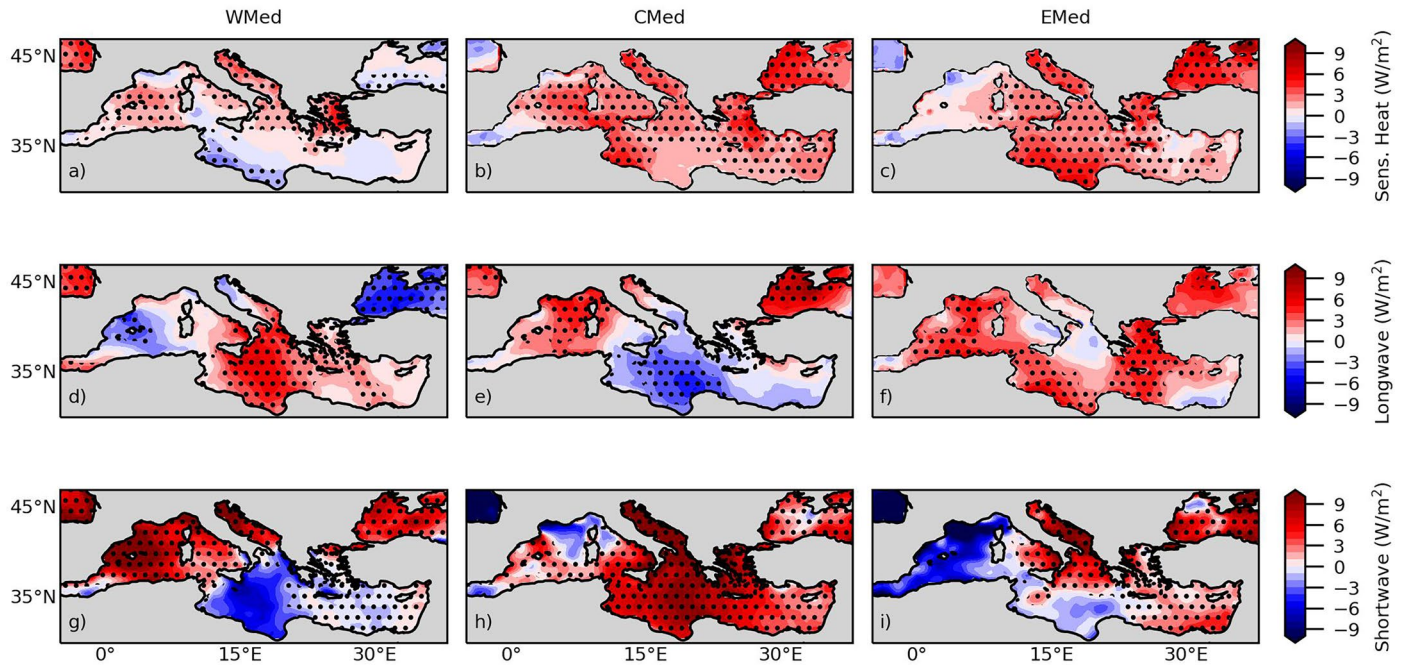 WMed CMed EMed
45°N
35°N
a) b) c)
9
6
3
0
−3
−6
−9
Sens. Heat (W/m²)
45°N
35°N
d) e) f)
9
6
3
0
−3
−6
−9
Longwave (W/m²)
45°N
35°N
g) h) i)
9
6
3
0
−3
−6
−9
Shortwave (W/m²)
0° 15°E 30°E 0° 15°E 30°E 0° 15°E 30°E